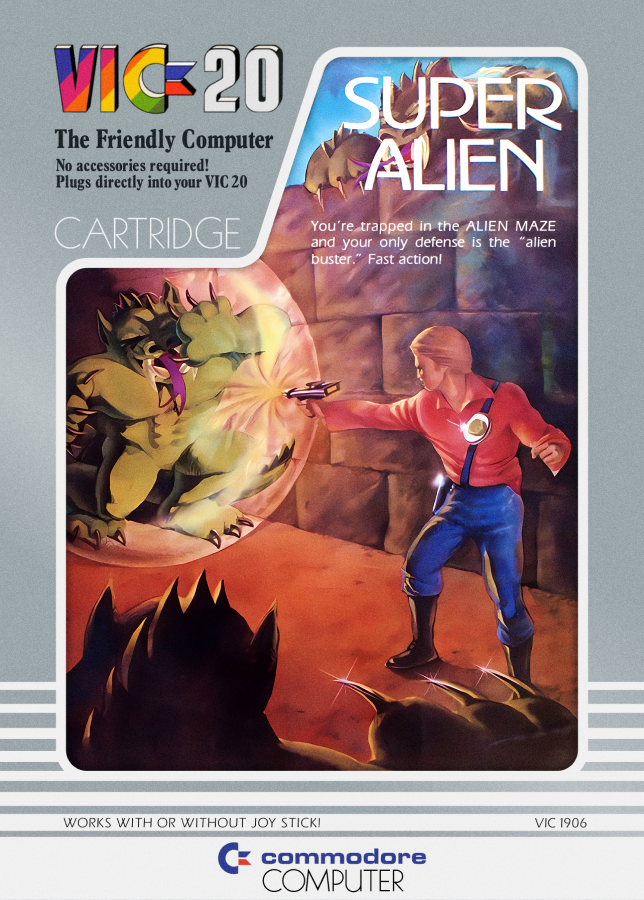 VIC 20
The Friendly Computer
No accessories required!
Plugs directly into your VIC 20
CARTRIDGE
SUPER
ALIEN
You're trapped in the ALIEN MAZE
and your only defense is the "alien
buster." Fast action!
WORKS WITH OR WITHOUT JOY STICK!
VIC 1906
commodore
COMPUTER